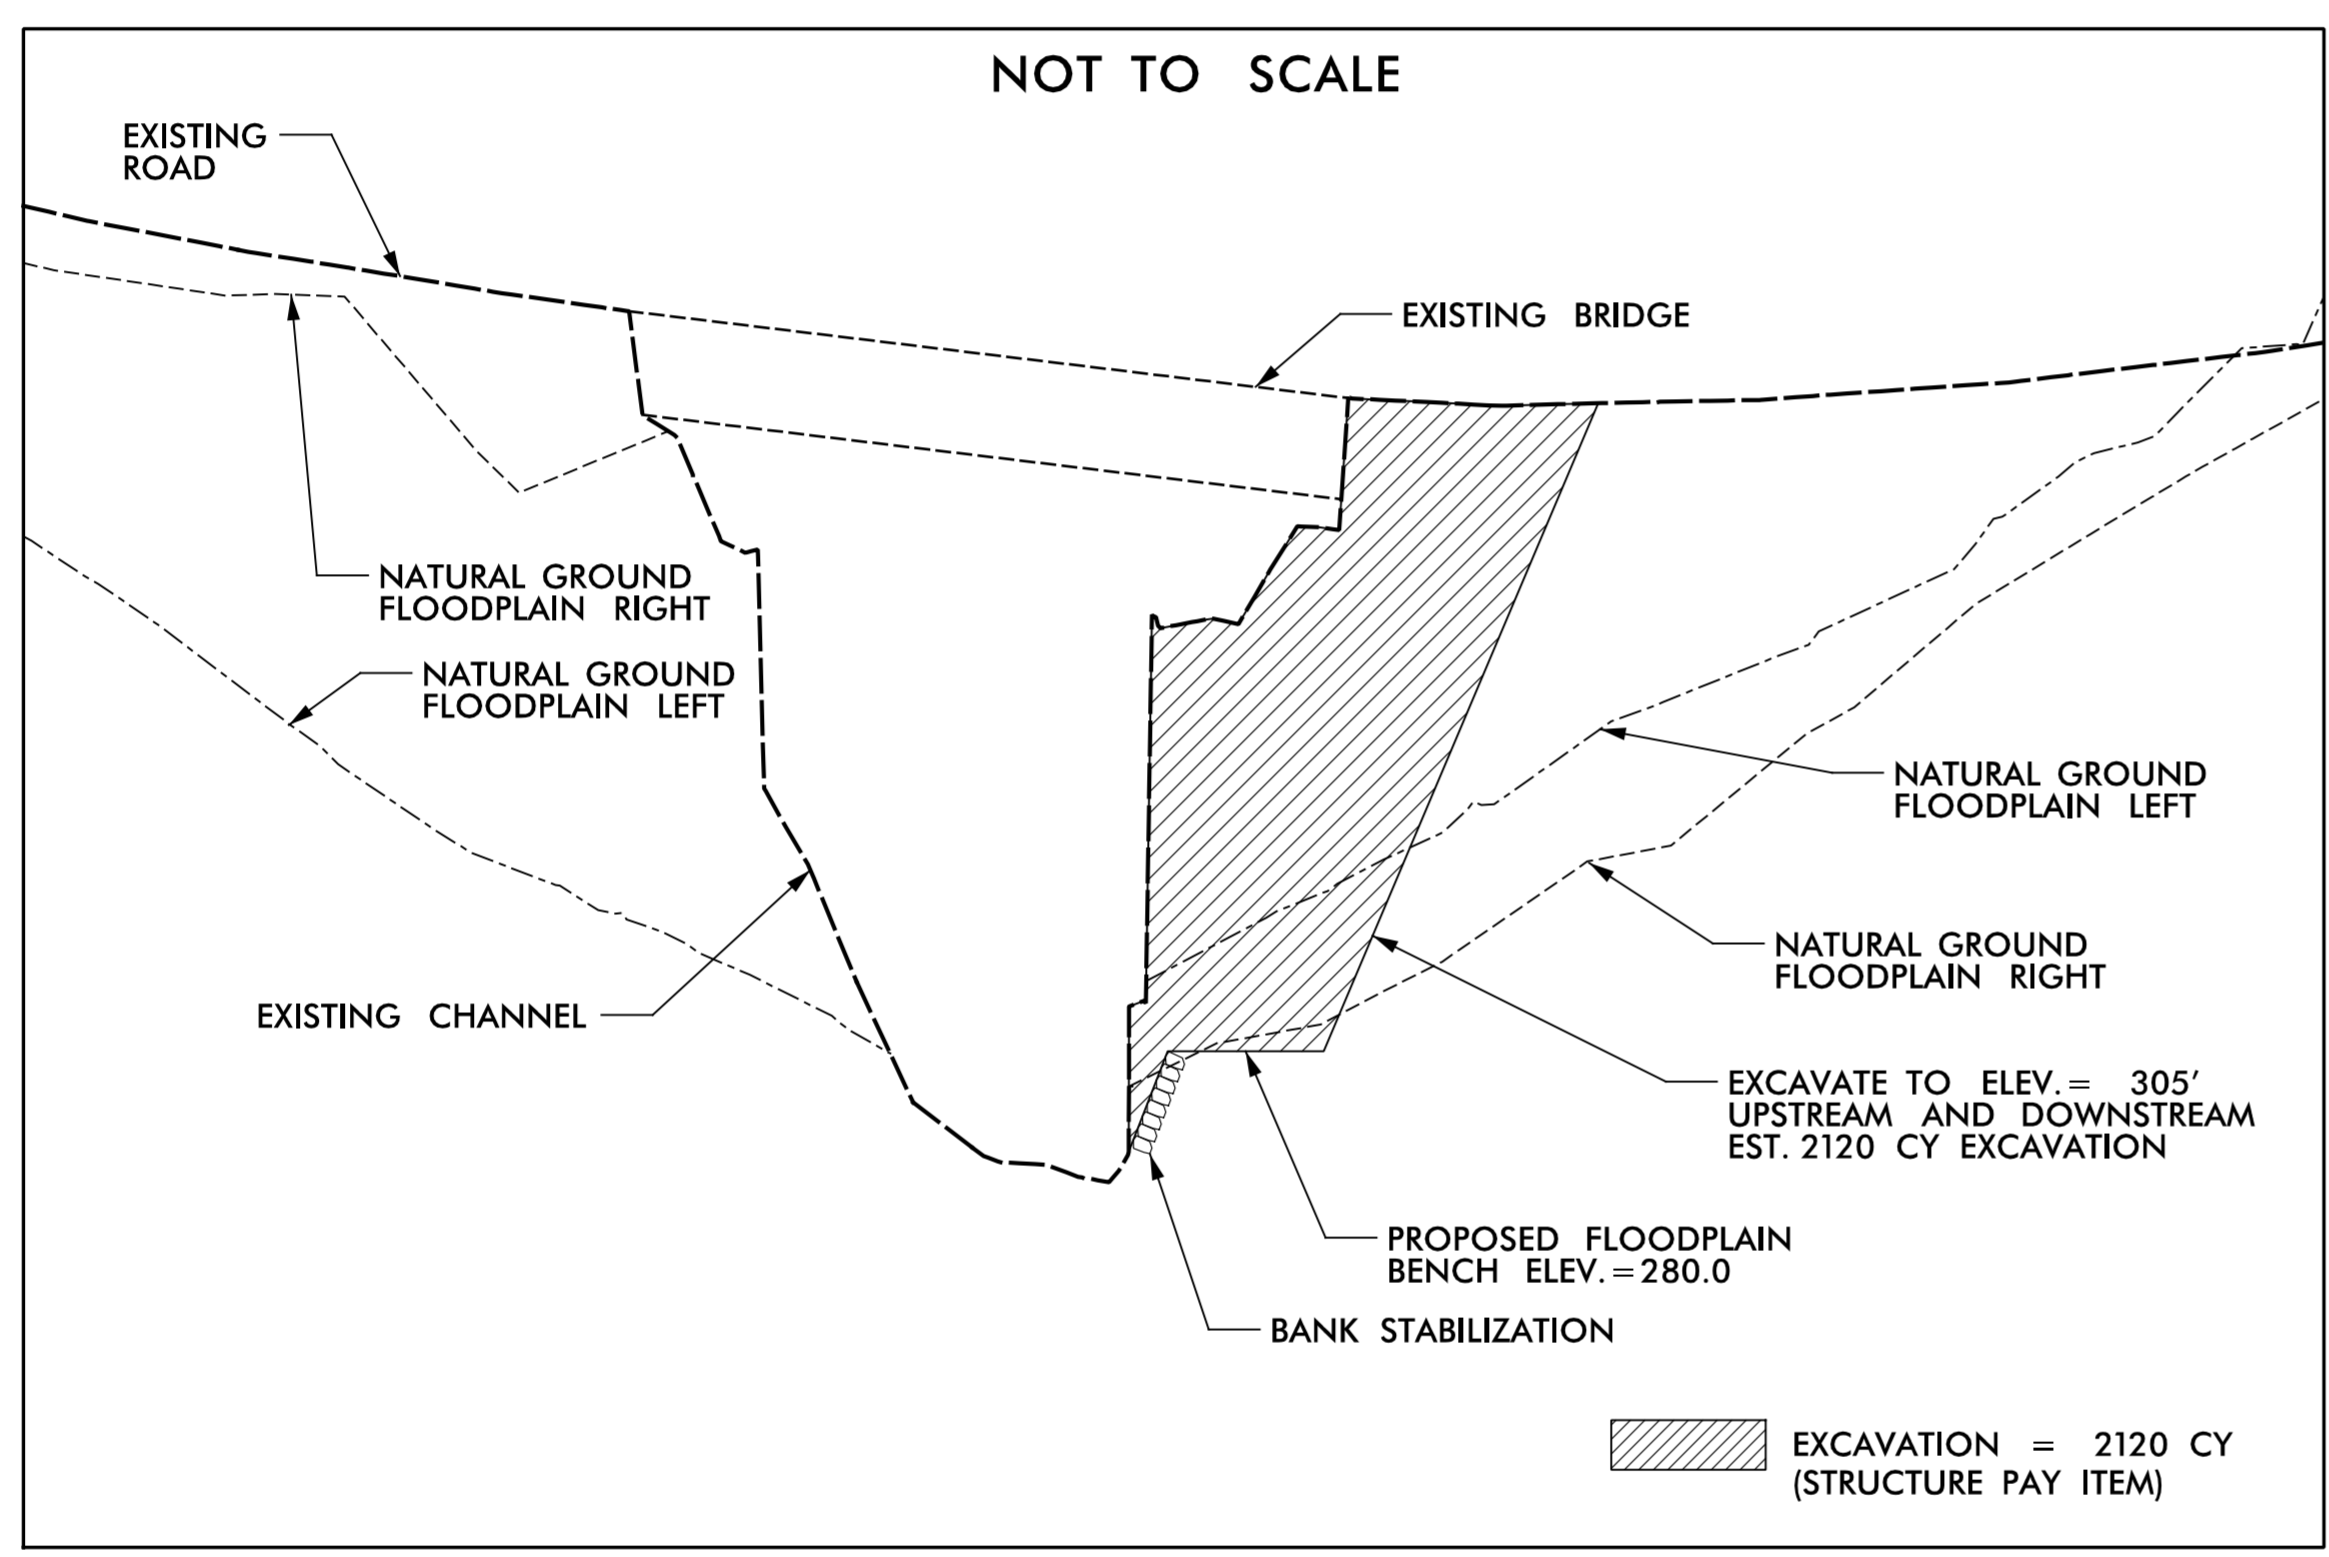 NOT TO SCALE
EXISTING
ROAD
EXISTING BRIDGE
NATURAL GROUND
FLOODPLAIN RIGHT
NATURAL GROUND
FLOODPLAIN LEFT
NATURAL GROUND
FLOODPLAIN LEFT
NATURAL GROUND
FLOODPLAIN RIGHT
EXISTING CHANNEL
EXCAVATE TO ELEV.= 305'
UPSTREAM AND DOWNSTREAM
EST. 2120 CY EXCAVATION
PROPOSED FLOODPLAIN
BENCH ELEV.=280.0
BANK STABILIZATION
EXCAVATION = 2120 CY
(STRUCTURE PAY ITEM)